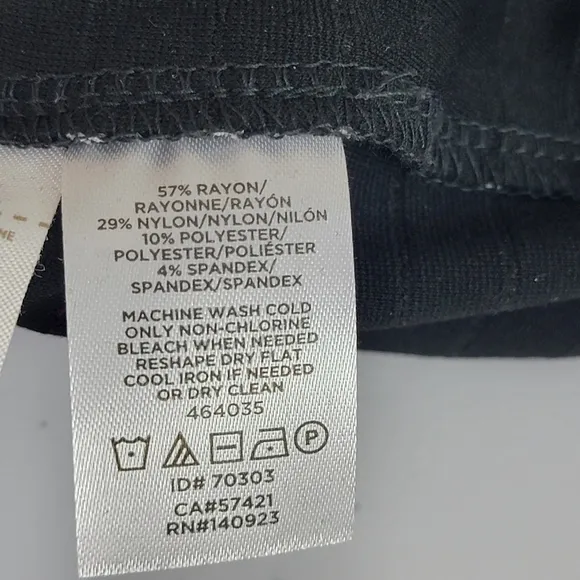 57% RAYON/
RAYONNE/RAYÓN
29% NYLON/NYLON/NILÓN
10% POLYESTER/
POLYESTER/POLIÉSTER
4% SPANDEX/
SPANDEX/SPANDEX
MACHINE WASH COLD
ONLY NON-CHLORINE
BLEACH WHEN NEEDED
RESHAPE DRY FLAT
COOL IRON IF NEEDED
OR DRY CLEAN
464035
P
ID# 70303
CA#57421
RN#140923